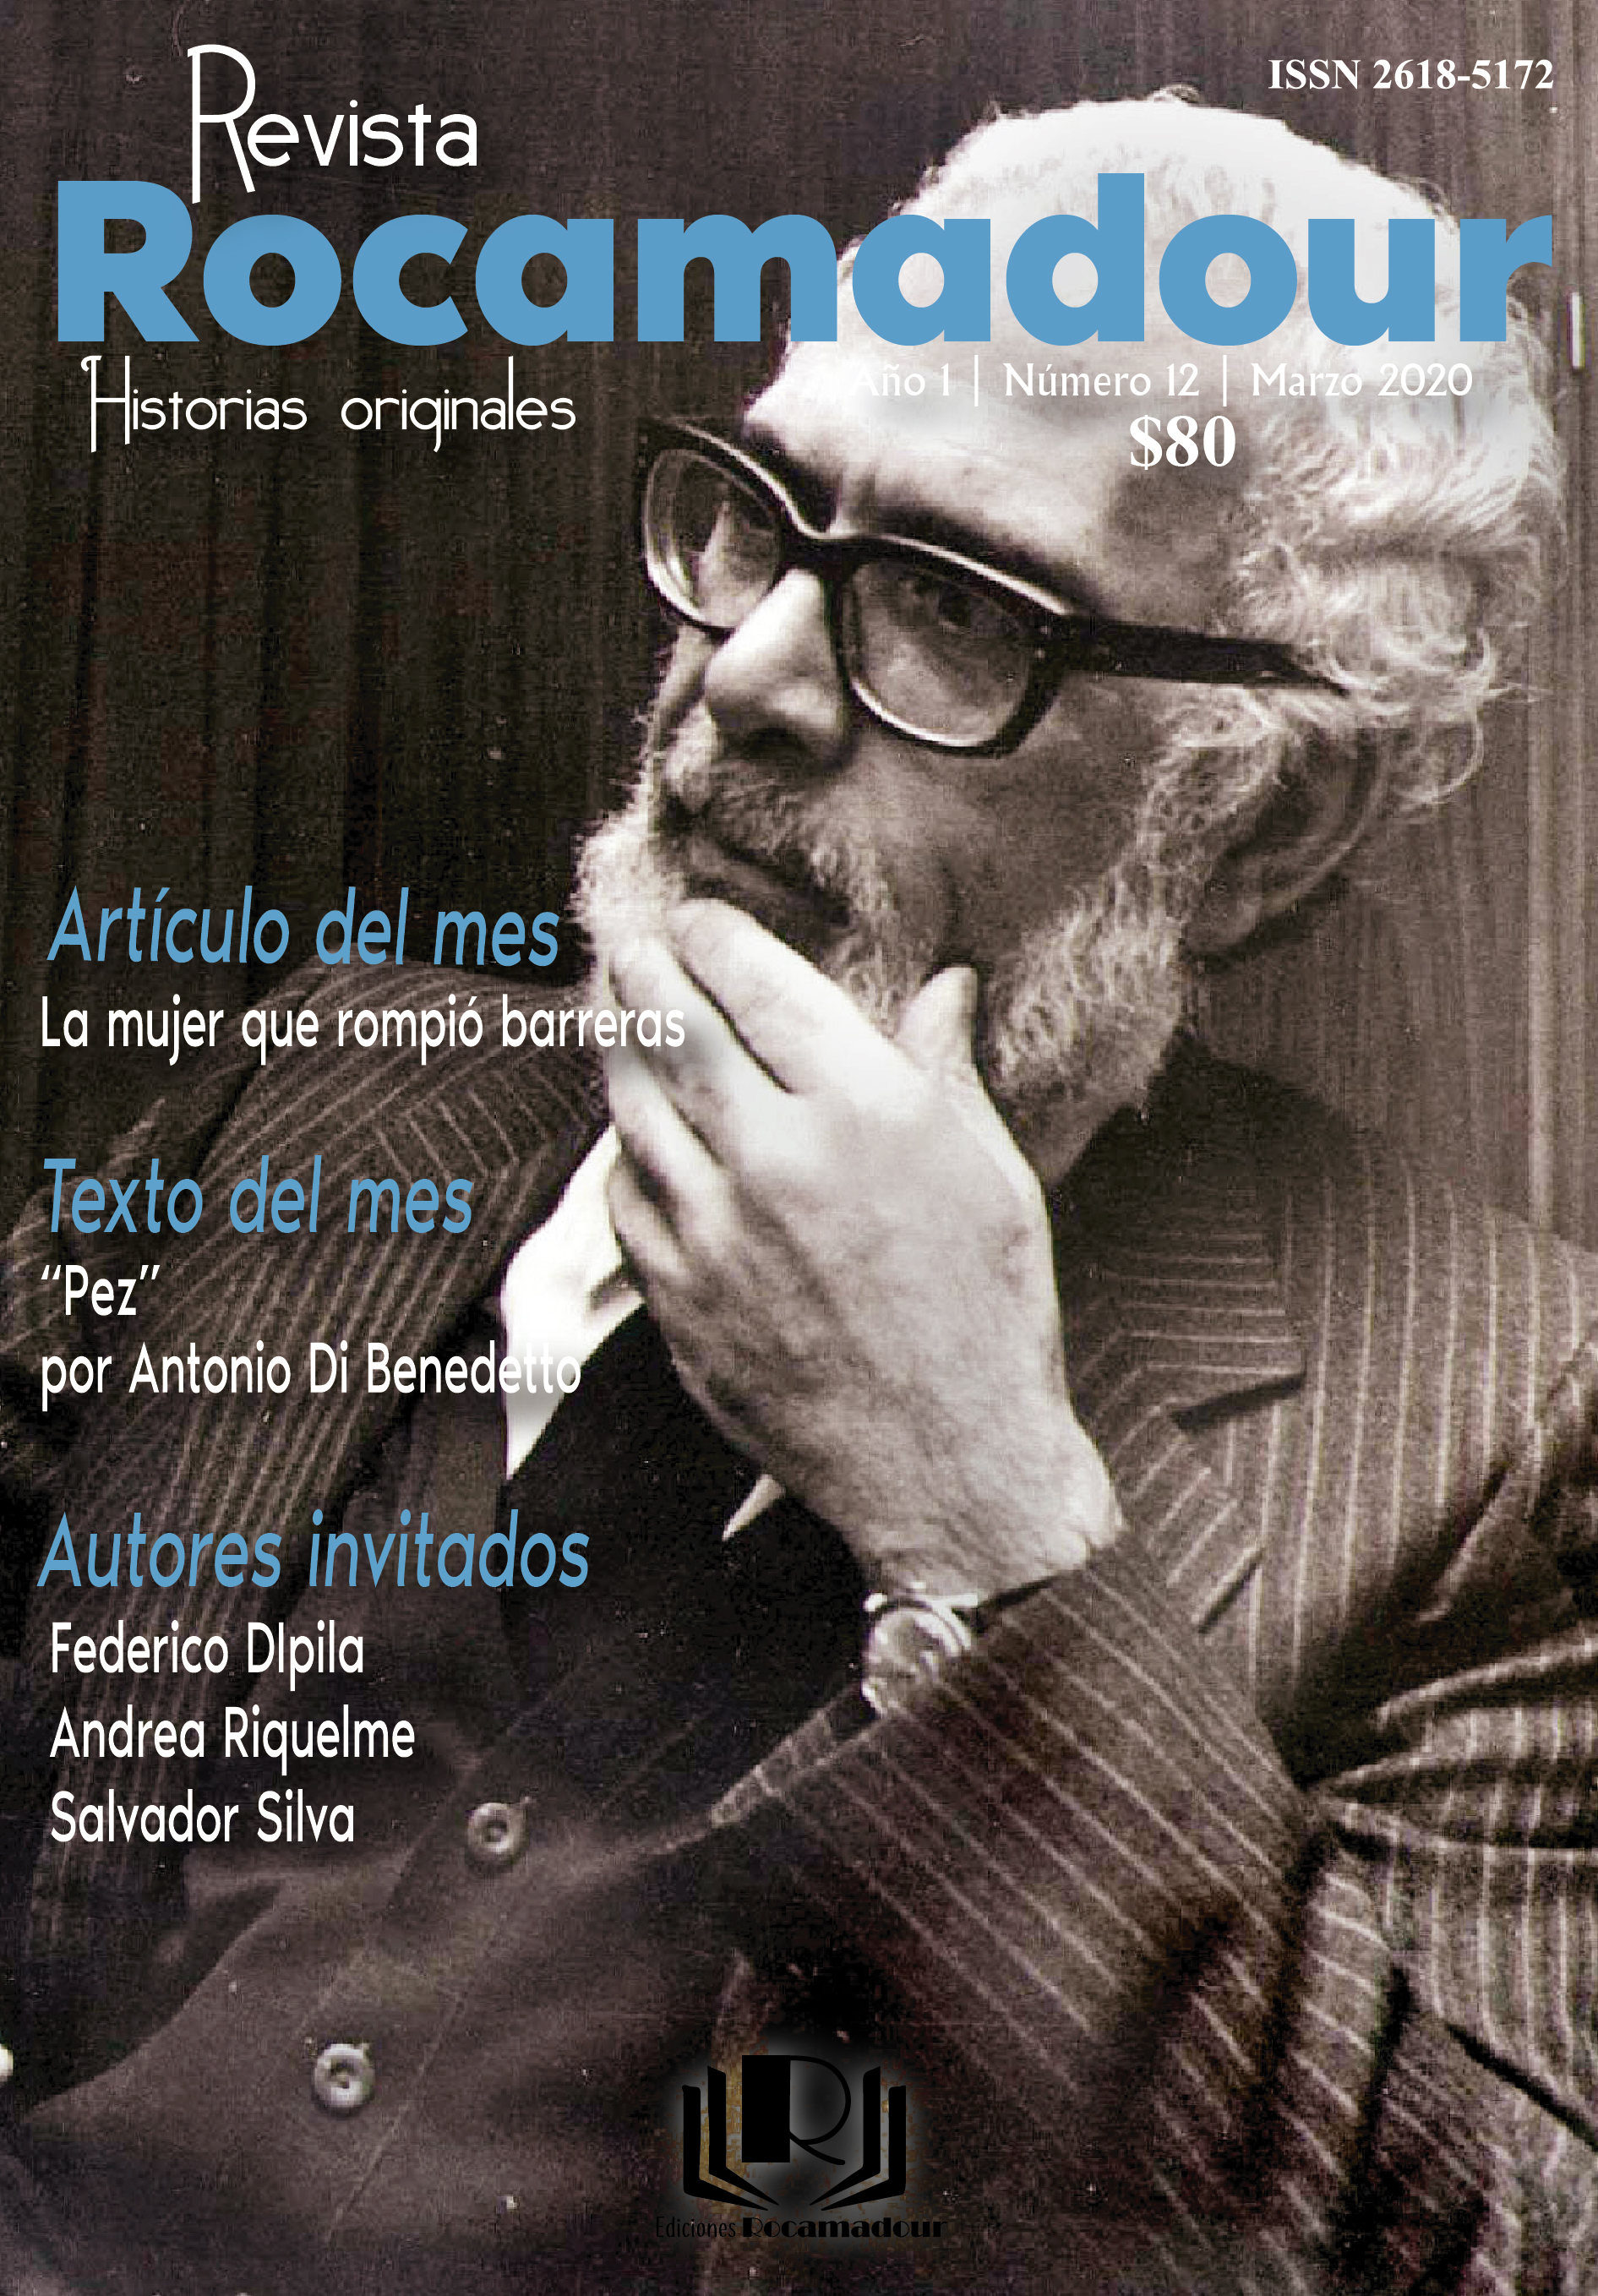 Revista
ISSN 2618-5172
Rocamadour
Historias originales
Año 1 | Número 12 | Marzo 2020
$80
Artículo del mes
La mujer que rompió barreras
Texto del mes
“Pez”
por Antonio Di Benedetto
Autores invitados
Federico DIpila
Andrea Riquelme
Salvador Silva
R
Ediciones Rocamadour